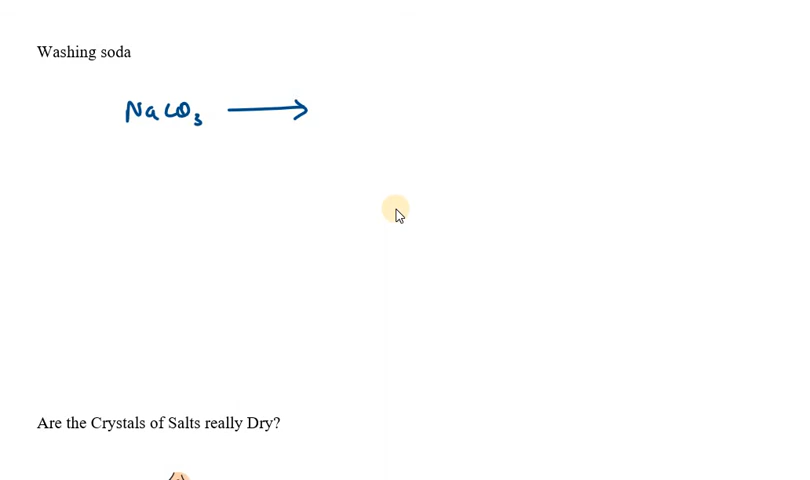 Washing soda
NaCO₃ ⟶
Are the Crystals of Salts really Dry?